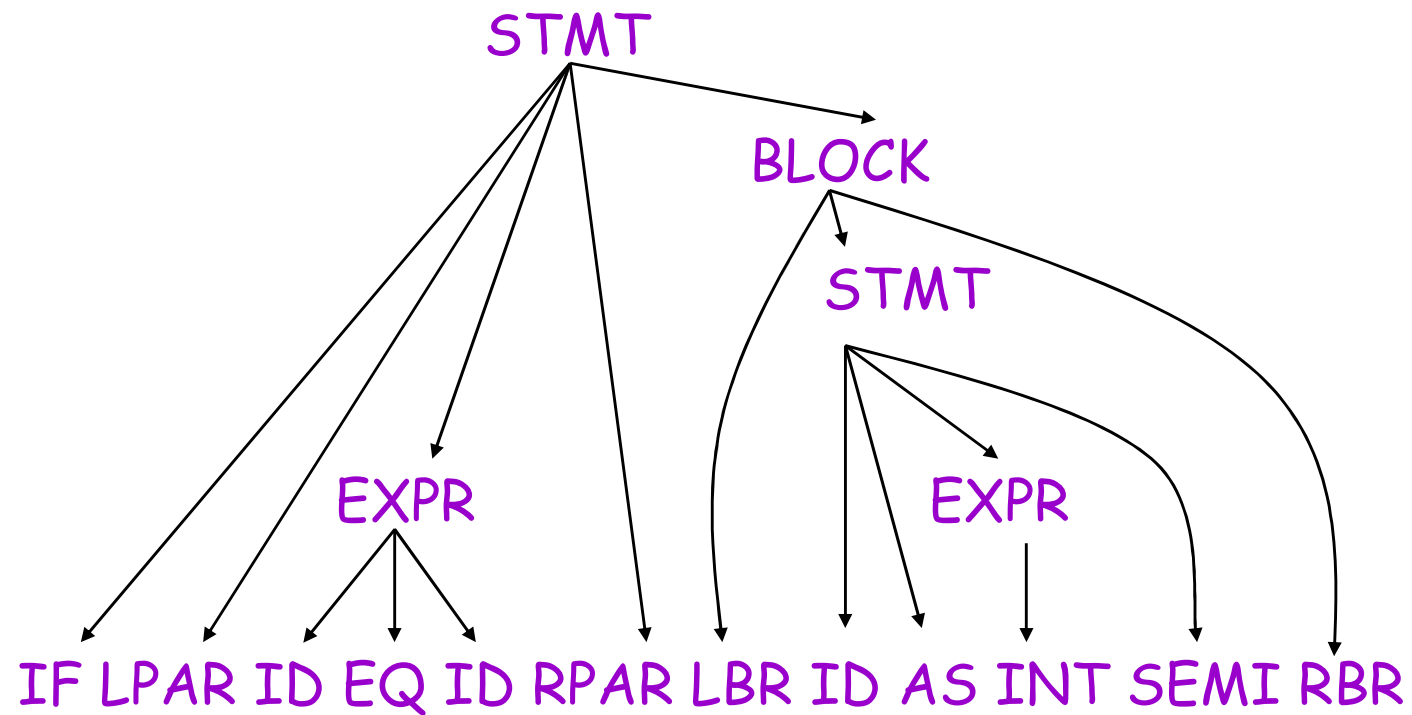 STMT
BLOCK
STMT
EXPR EXPR
IF LPAR ID EQ ID RPAR LBR ID AS INT SEMI RBR